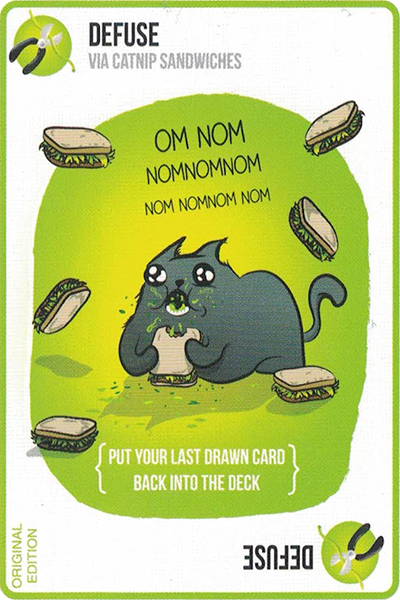 DEFUSE
VIA CATNIP SANDWICHES
OM NOM
NOMNOMNOM
NOM NOMNOM NOM
PUT YOUR LAST DRAWN CARD
BACK INTO THE DECK
ORIGINAL
EDITION
DEFUSE